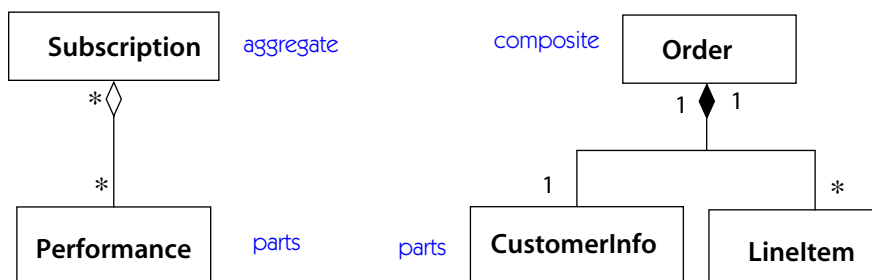 Subscription
aggregate
*
*
Performance
parts
composite
Order
1
1
1
*
parts
CustomerInfo
LineItem